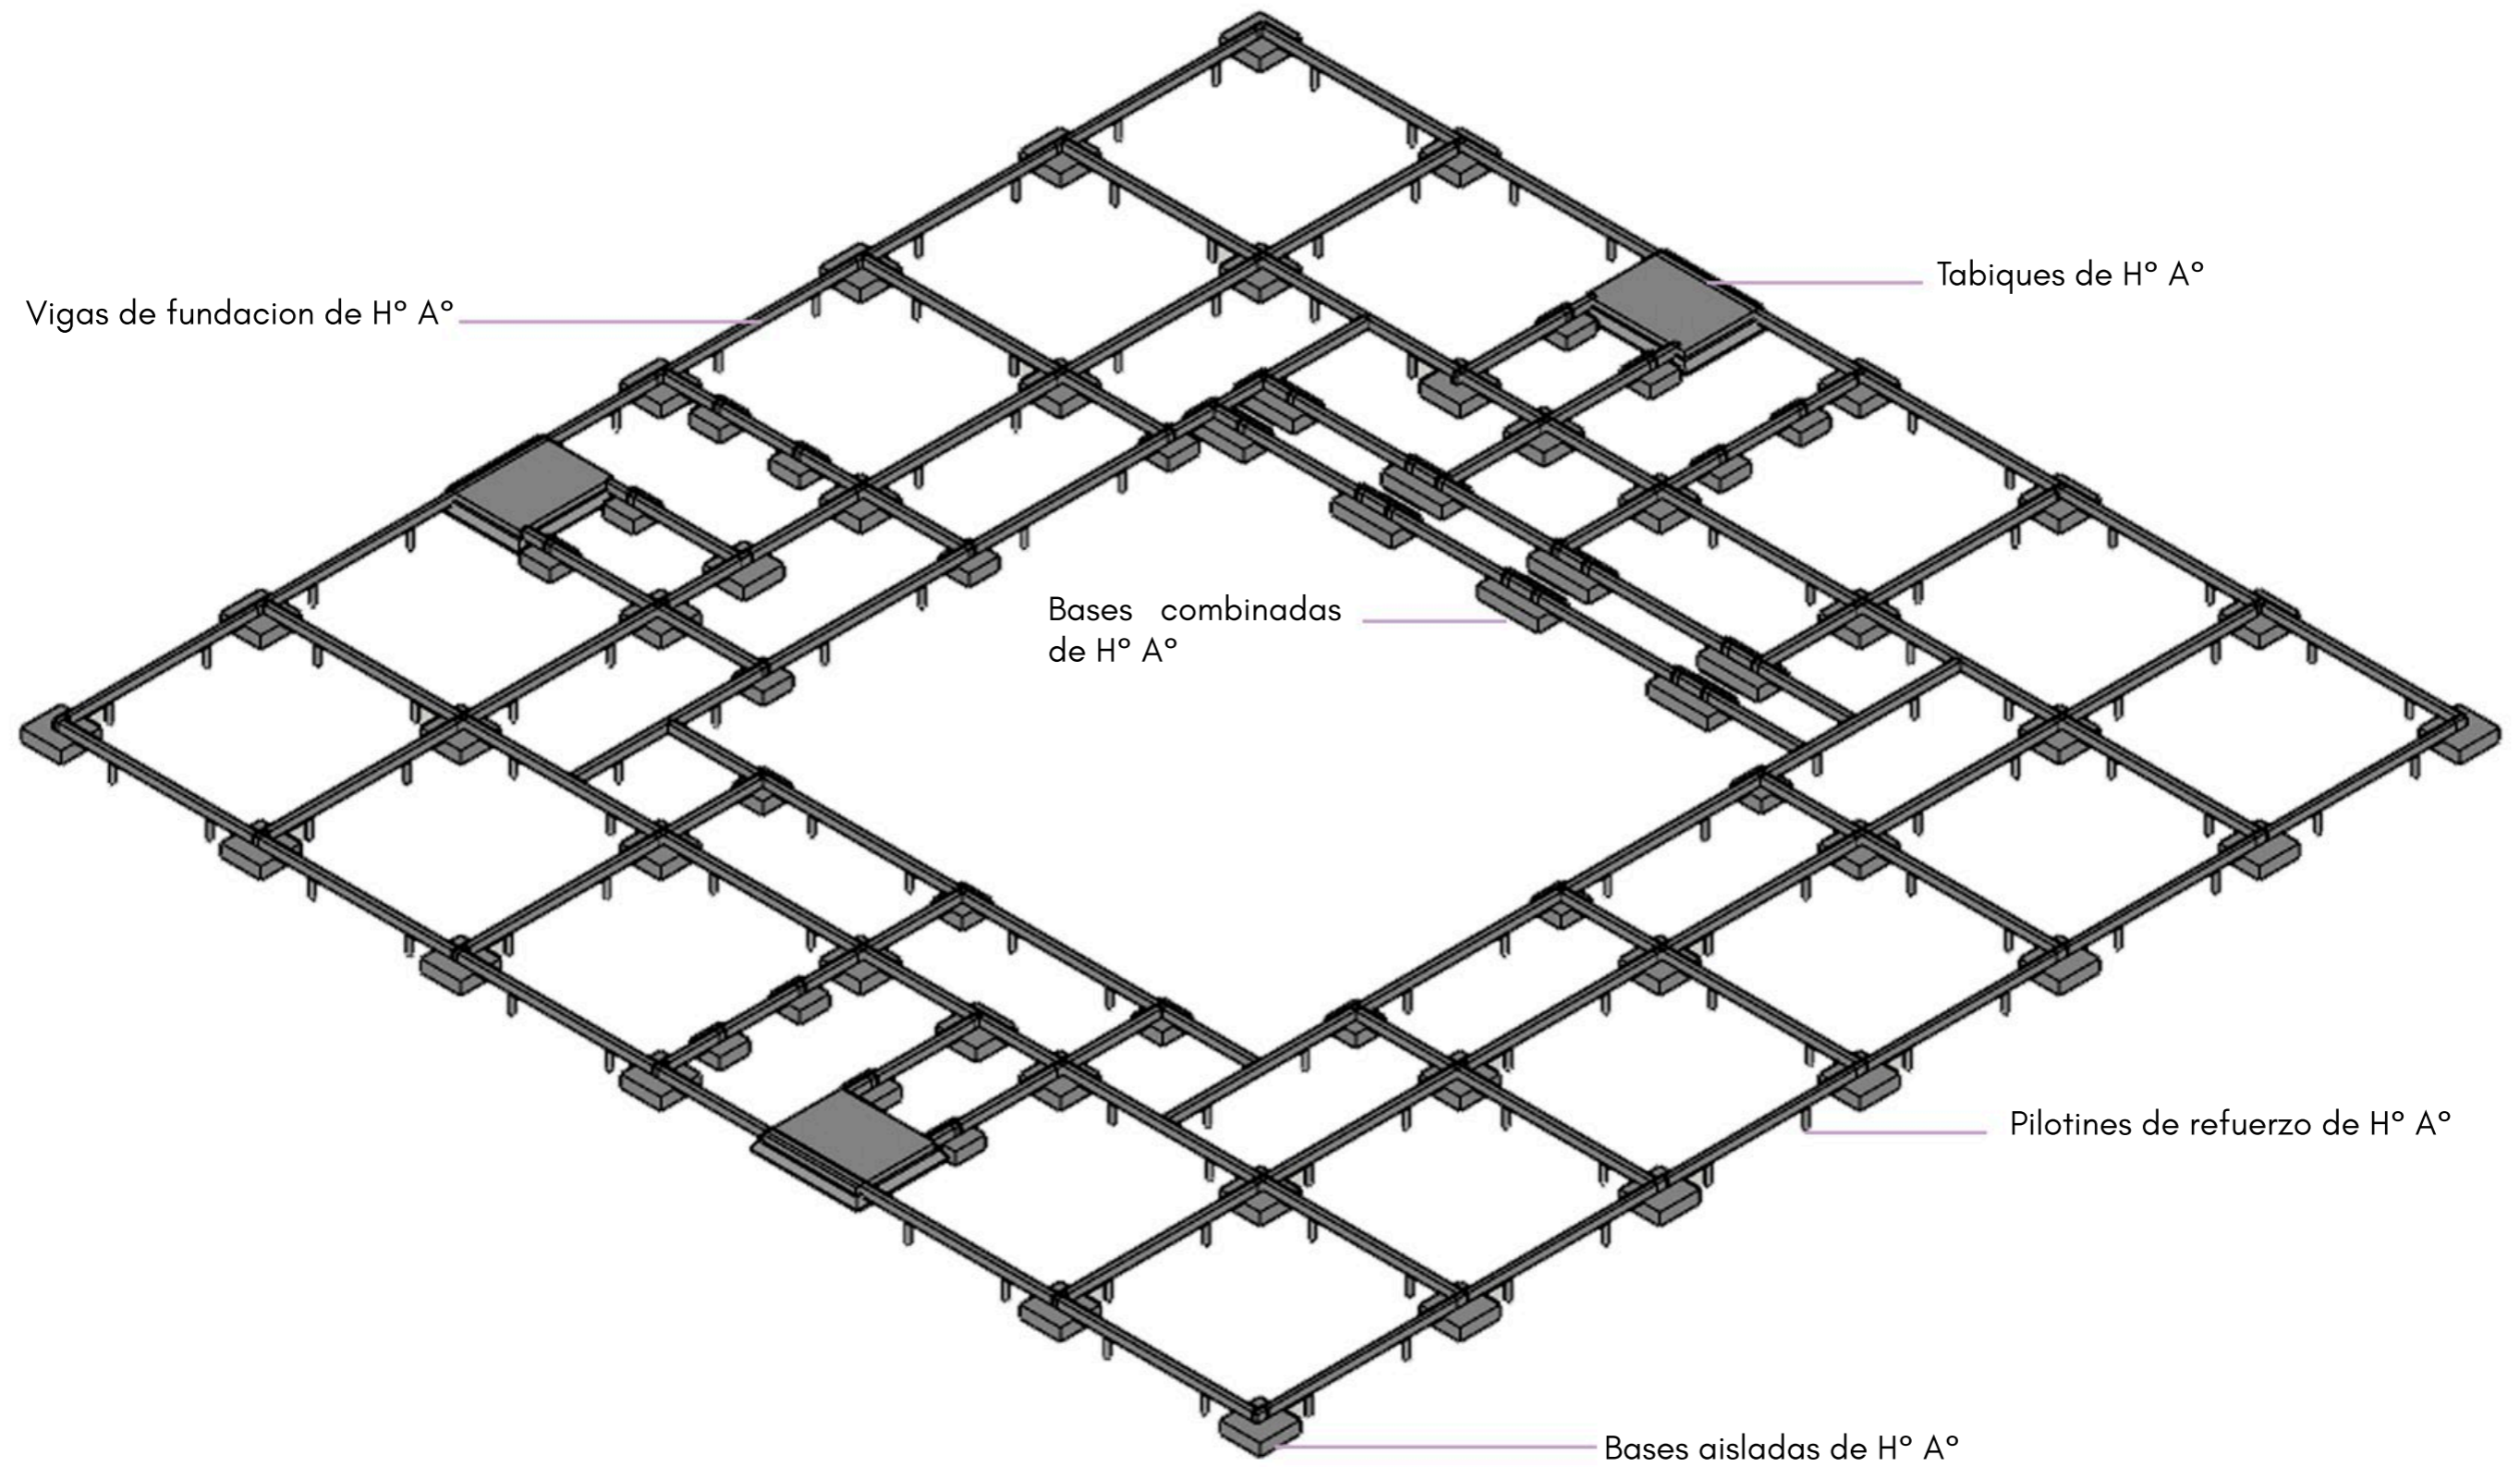 Tabiques de H° A°
Vigas de fundacion de H° A°
Bases combinadas
de H° A°
Pilotines de refuerzo de H° A°
Bases aisladas de H° A°